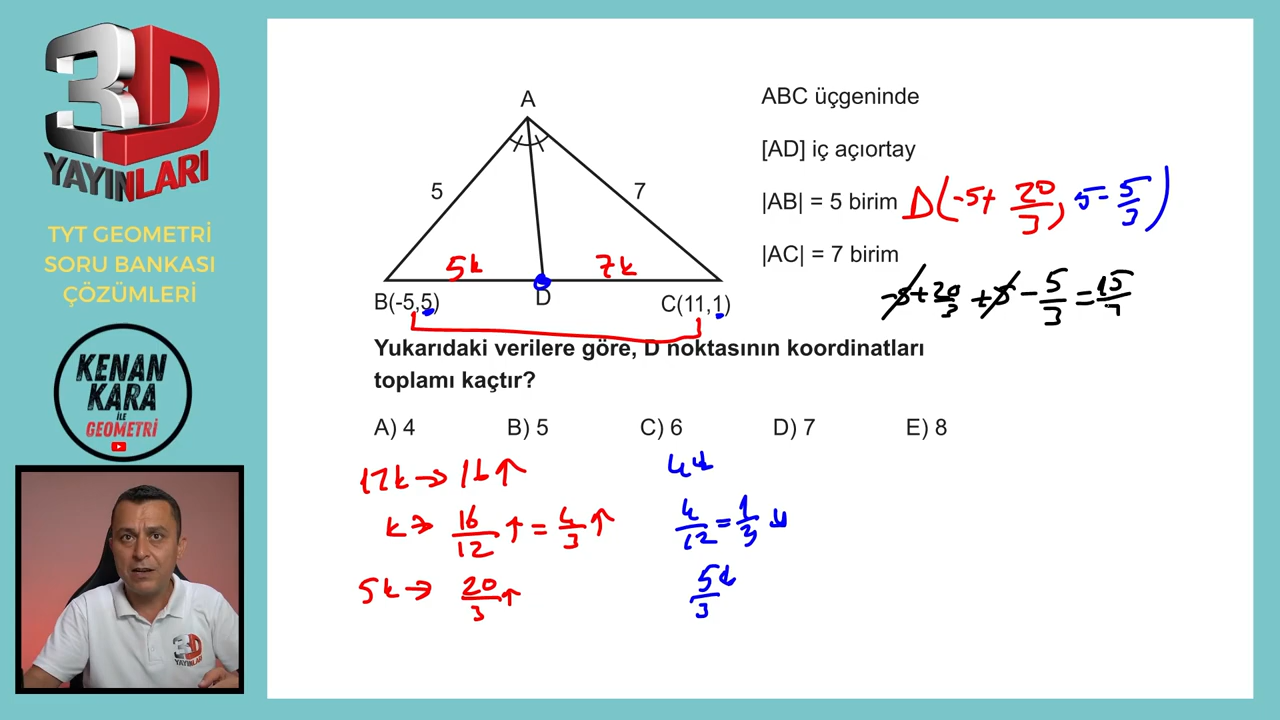 3D
YAYINLARI
TYT GEOMETRİ
SORU BANKASI
ÇÖZÜMLERİ
KENAN
KARA
İLE
GEOMETRİ
3D
YAYINLARI
A
5
7
5k
7k
B(-5,5)
D
C(11,1)
ABC üçgeninde
[AD] iç açıortay
|AB| = 5 birim
D(-5+ 20/3, 5- 5/3)
|AC| = 7 birim
-5+20/3 +5 - 5/3 = 15/
Yukarıdaki verilere göre, D noktasının koordinatları
toplamı kaçtır?
A) 4 B) 5 C) 6 D) 7 E) 8
12k → 16↑
k → 16/12 ↑ = 4/3 ↑
5k → 20/3 ↑
4↓
4/12 = 1/3 ↓
5/3 ↓